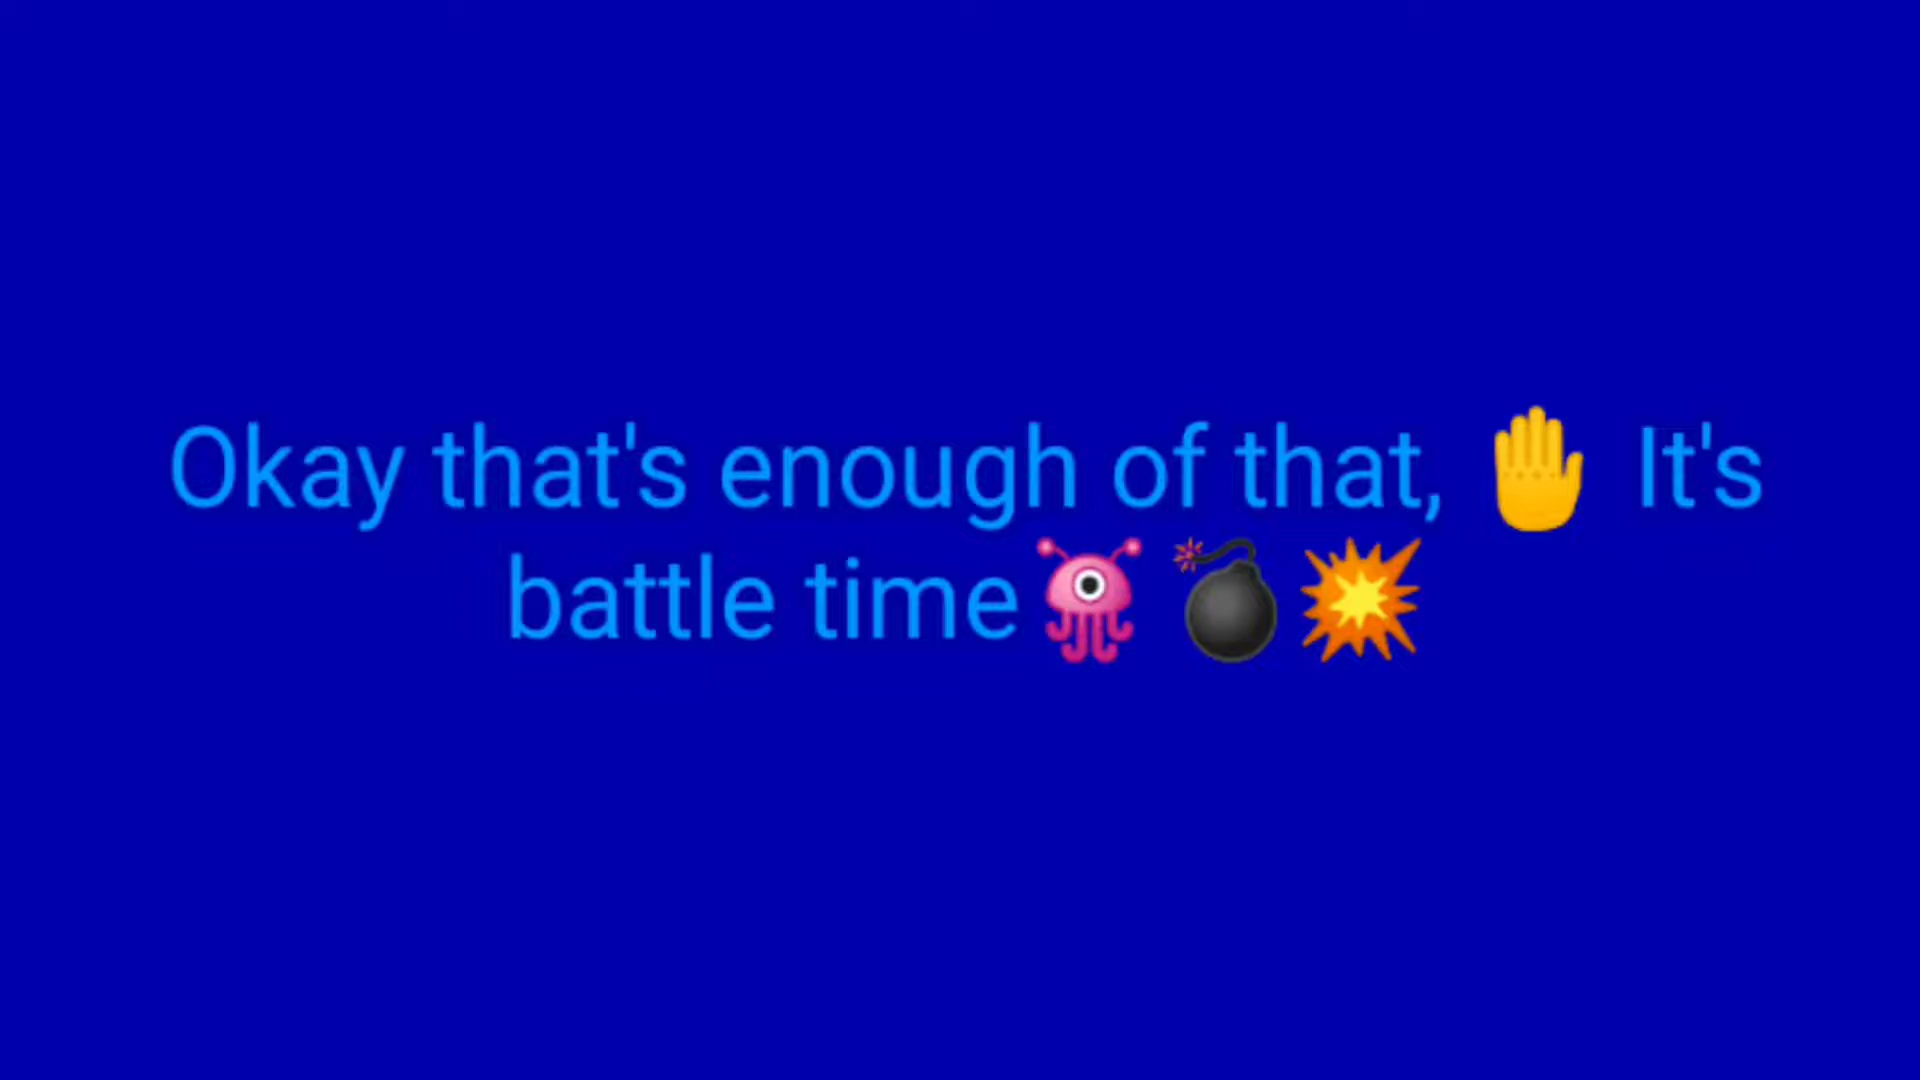 Okay that's enough of that, ✋ It's
battle time👾💣💥